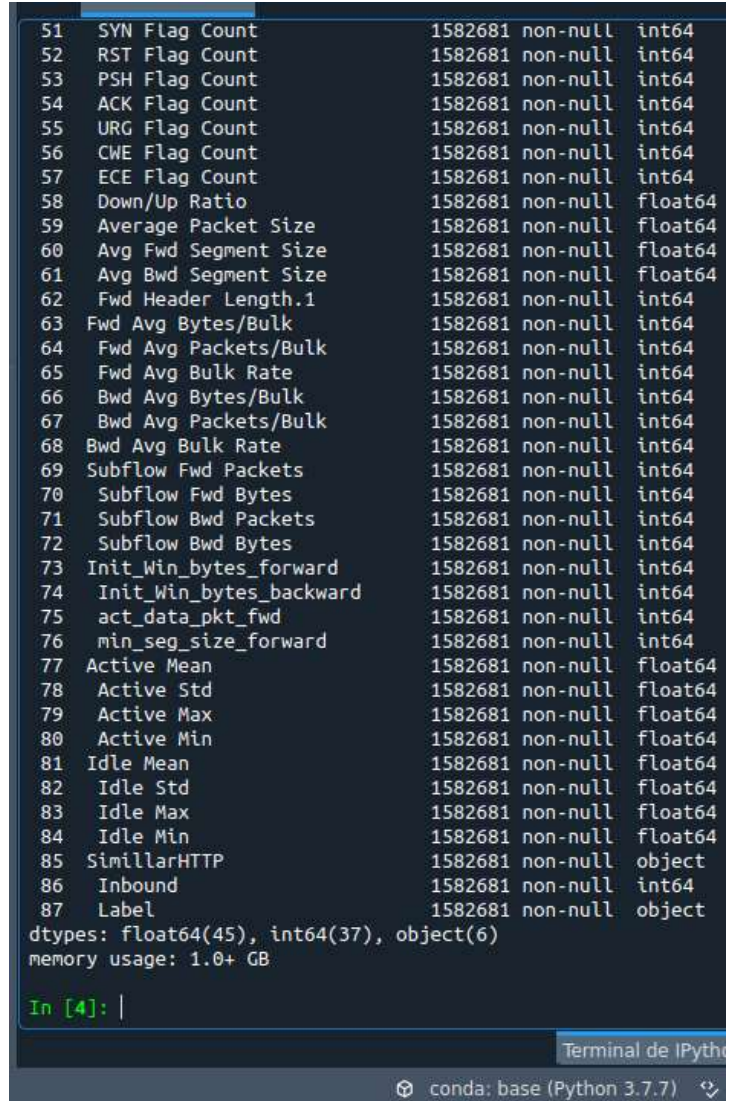 51   SYN Flag Count               1582681 non-null  int64
52   RST Flag Count               1582681 non-null  int64
53   PSH Flag Count               1582681 non-null  int64
54   ACK Flag Count               1582681 non-null  int64
55   URG Flag Count               1582681 non-null  int64
56   CWE Flag Count               1582681 non-null  int64
57   ECE Flag Count               1582681 non-null  int64
58   Down/Up Ratio                1582681 non-null  float64
59   Average Packet Size          1582681 non-null  float64
60   Avg Fwd Segment Size         1582681 non-null  float64
61   Avg Bwd Segment Size         1582681 non-null  float64
62   Fwd Header Length.1          1582681 non-null  int64
63  Fwd Avg Bytes/Bulk            1582681 non-null  int64
64   Fwd Avg Packets/Bulk         1582681 non-null  int64
65   Fwd Avg Bulk Rate            1582681 non-null  int64
66   Bwd Avg Bytes/Bulk           1582681 non-null  int64
67   Bwd Avg Packets/Bulk         1582681 non-null  int64
68  Bwd Avg Bulk Rate             1582681 non-null  int64
69  Subflow Fwd Packets           1582681 non-null  int64
70   Subflow Fwd Bytes            1582681 non-null  int64
71   Subflow Bwd Packets          1582681 non-null  int64
72   Subflow Bwd Bytes            1582681 non-null  int64
73  Init_Win_bytes_forward        1582681 non-null  int64
74   Init_Win_bytes_backward      1582681 non-null  int64
75   act_data_pkt_fwd             1582681 non-null  int64
76   min_seg_size_forward         1582681 non-null  int64
77  Active Mean                   1582681 non-null  float64
78   Active Std                   1582681 non-null  float64
79   Active Max                   1582681 non-null  float64
80   Active Min                   1582681 non-null  float64
81  Idle Mean                     1582681 non-null  float64
82   Idle Std                     1582681 non-null  float64
83   Idle Max                     1582681 non-null  float64
84   Idle Min                     1582681 non-null  float64
85  SimillarHTTP                  1582681 non-null  object
86   Inbound                      1582681 non-null  int64
87   Label                        1582681 non-null  object
dtypes: float64(45), int64(37), object(6)
memory usage: 1.0+ GB
In [4]:
Terminal de IPytho
conda: base (Python 3.7.7)